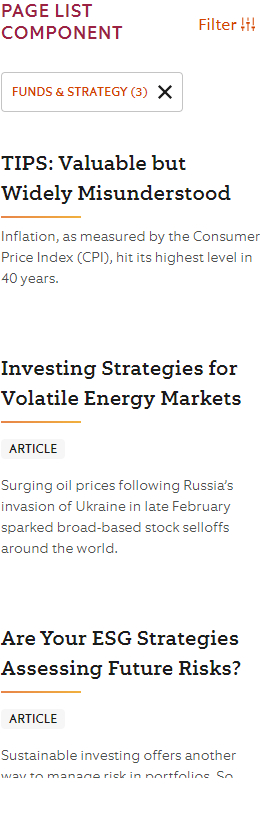 PAGE LIST
COMPONENT
Filter
FUNDS & STRATEGY (3)
TIPS: Valuable but
Widely Misunderstood
Inflation, as measured by the Consumer
Price Index (CPI), hit its highest level in
40 years.
Investing Strategies for
Volatile Energy Markets
ARTICLE
Surging oil prices following Russia’s
invasion of Ukraine in late February
sparked broad-based stock selloffs
around the world.
Are Your ESG Strategies
Assessing Future Risks?
ARTICLE
Sustainable investing offers another
way to manage risk in portfolios. So